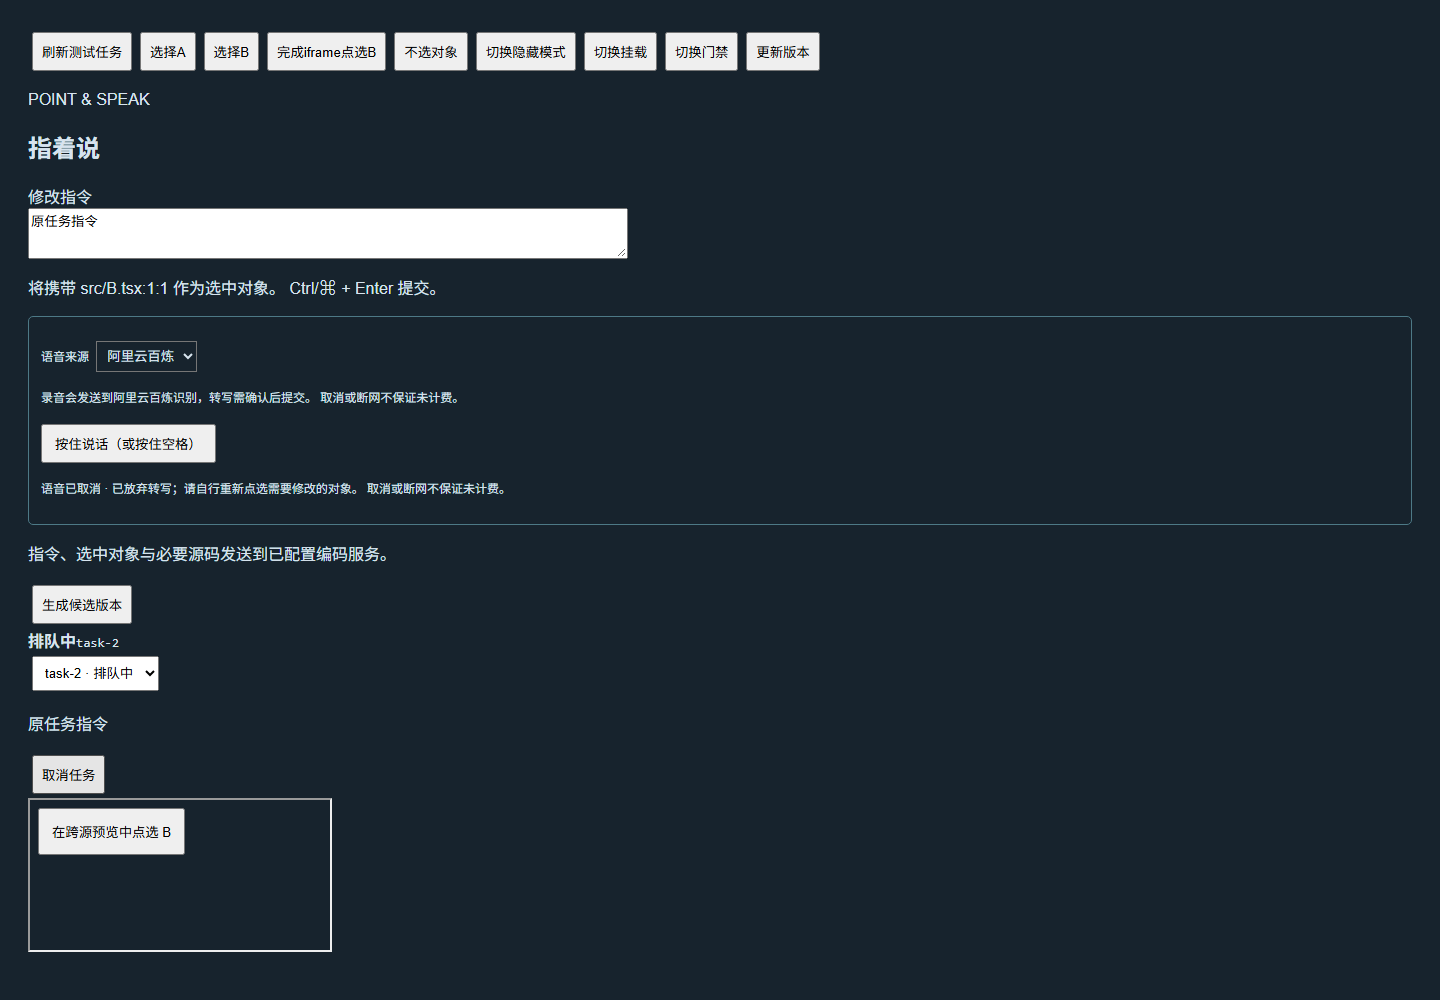 刷新测试任务 选择A 选择B 完成iframe点选B 不选对象 切换隐藏模式 切换挂载 切换门禁 更新版本
POINT & SPEAK
指着说
修改指令
原任务指令
将携带 src/B.tsx:1:1 作为选中对象。 Ctrl/⌘ + Enter 提交。
语音来源 阿里云百炼
录音会发送到阿里云百炼识别，转写需确认后提交。 取消或断网不保证未计费。
按住说话（或按住空格）
语音已取消 · 已放弃转写；请自行重新点选需要修改的对象。 取消或断网不保证未计费。
指令、选中对象与必要源码发送到已配置编码服务。
生成候选版本
排队中task-2
task-2 · 排队中
原任务指令
取消任务
在跨源预览中点选 B